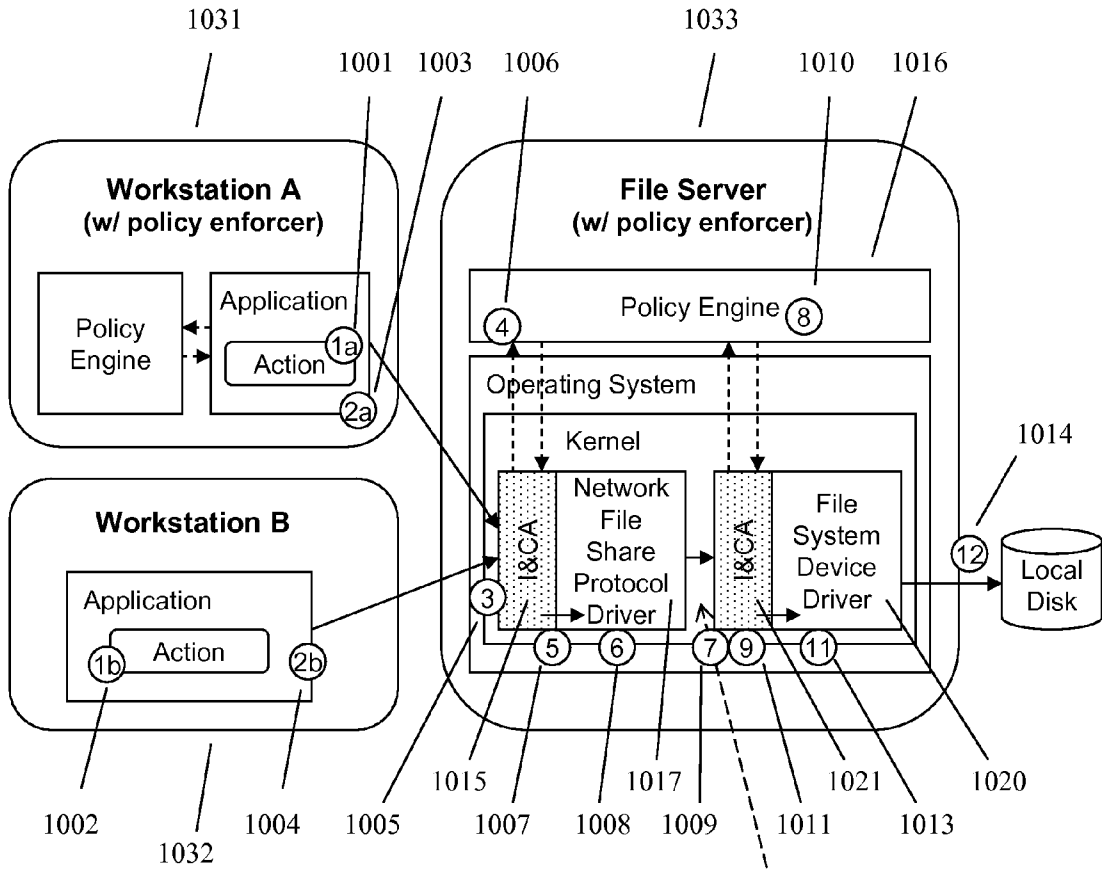 1031
1033
1001
1003
1006
1010
1016
Workstation A
(w/ policy enforcer)
File Server
(w/ policy enforcer)
Policy
Engine
Application
1a
Action
2a
4
Policy Engine
8
Operating System
Kernel
I&CA
Network
File
Share
Protocol
Driver
I&CA
File
System
Device
Driver
1014
12
Local
Disk
Workstation B
Application
Action
1b
2b
3
5
6
7
9
11
1015
1017
1021
1020
1002
1004
1005
1007
1008
1009
1011
1013
1032